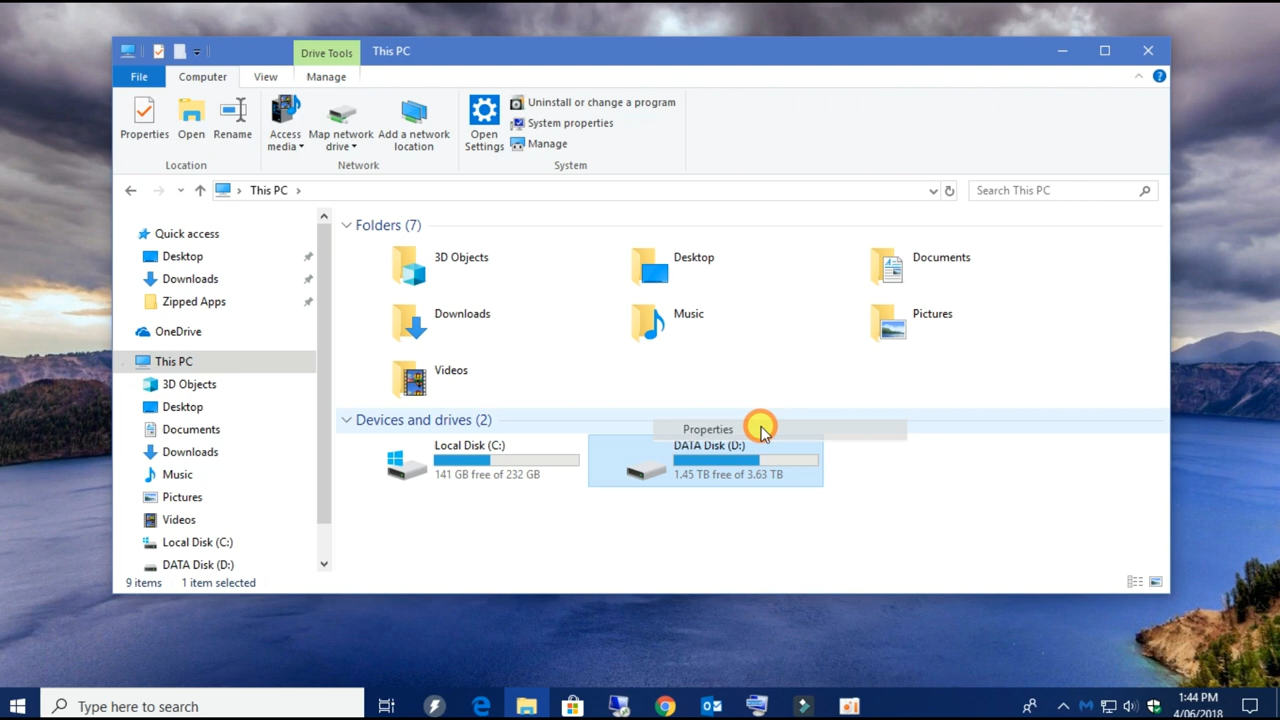 Drive Tools
This PC
File
Computer
View
Manage
Properties
Open
Rename
Access media
Map network drive
Add a network location
Open Settings
Uninstall or change a program
System properties
Manage
Location
Network
System
This PC
Search This PC
Quick access
Desktop
Downloads
Zipped Apps
OneDrive
This PC
3D Objects
Desktop
Documents
Downloads
Music
Pictures
Videos
Local Disk (C:)
DATA Disk (D:)
Folders (7)
3D Objects
Desktop
Documents
Downloads
Music
Pictures
Videos
Devices and drives (2)
Properties
Local Disk (C:)
141 GB free of 232 GB
DATA Disk (D:)
1.45 TB free of 3.63 TB
9 items
1 item selected
Type here to search
1:44 PM
4/06/2018